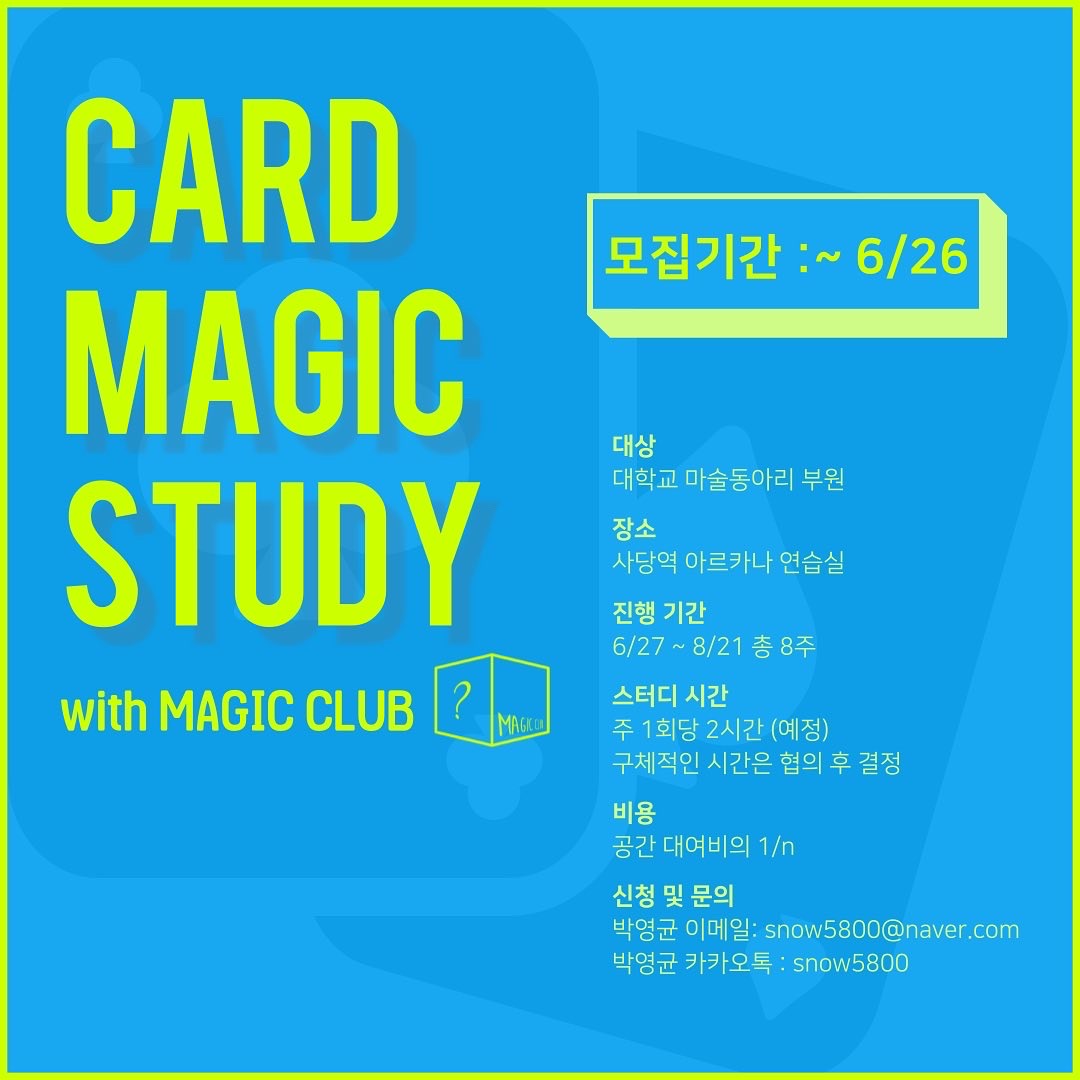 CARD
MAGIC
STUDY
with MAGIC CLUB
?
MAGIC CLUB
모집기간 :~ 6/26
대상
대학교 마술동아리 부원
장소
사당역 아르카나 연습실
진행 기간
6/27 ~ 8/21 총 8주
스터디 시간
주 1회당 2시간 (예정)
구체적인 시간은 협의 후 결정
비용
공간 대여비의 1/n
신청 및 문의
박영균 이메일: snow5800@naver.com
박영균 카카오톡 : snow5800